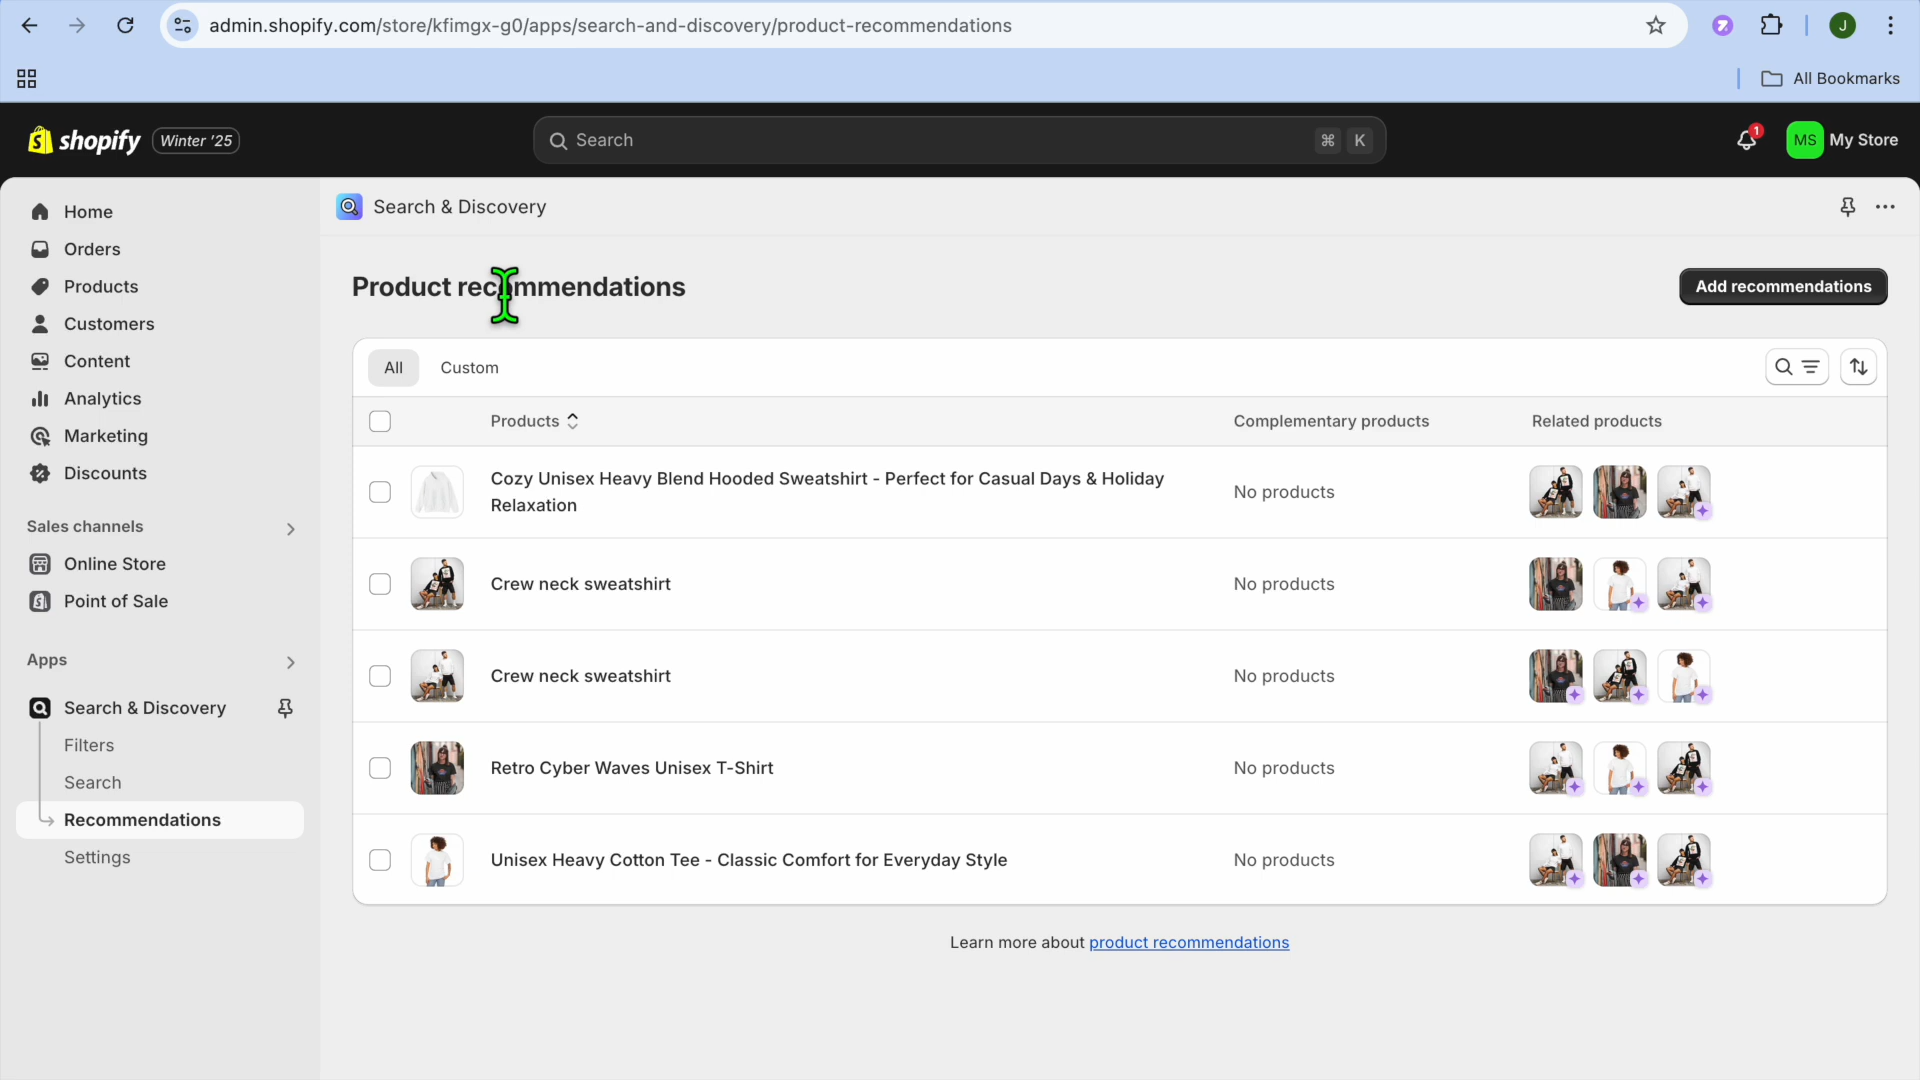 admin.shopify.com/store/kfimgx-g0/apps/search-and-discovery/product-recommendations
J
All Bookmarks
shopify
Winter '25
Search
⌘ K
1
MS
My Store
Home
Orders
Products
Customers
Content
Analytics
Marketing
Discounts
Sales channels
Online Store
Point of Sale
Apps
Search & Discovery
Filters
Search
Recommendations
Settings
Search & Discovery
Product recommendations
Add recommendations
All
Custom
Products
Complementary products
Related products
Cozy Unisex Heavy Blend Hooded Sweatshirt - Perfect for Casual Days & Holiday
Relaxation
No products
Crew neck sweatshirt
No products
Crew neck sweatshirt
No products
Retro Cyber Waves Unisex T-Shirt
No products
Unisex Heavy Cotton Tee - Classic Comfort for Everyday Style
No products
Learn more about product recommendations